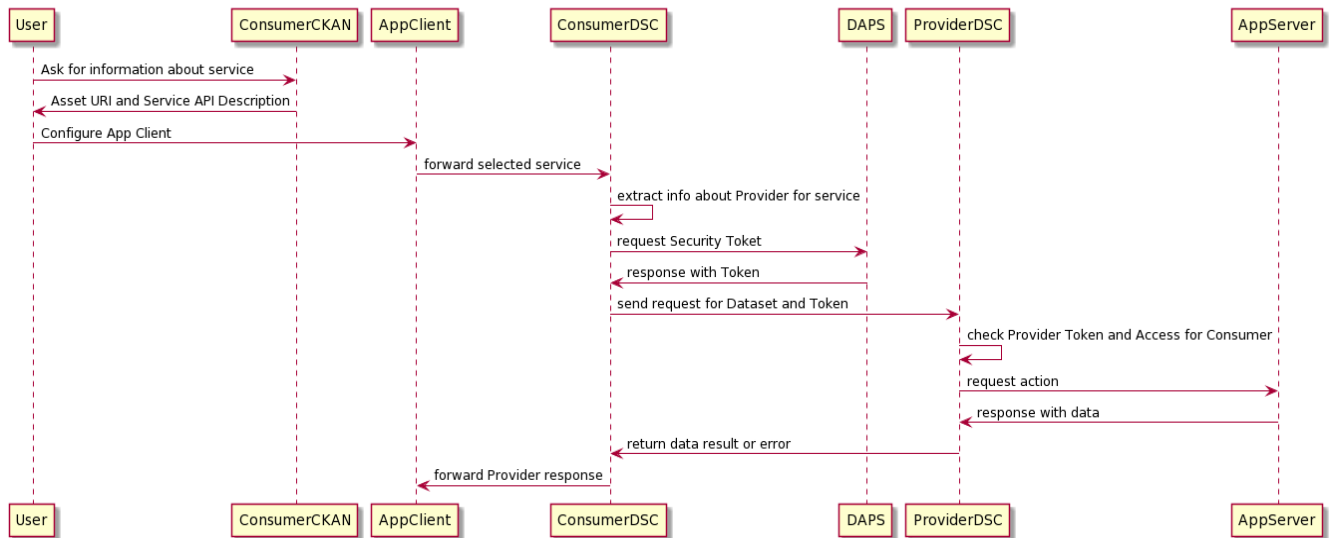 User ConsumerCKAN AppClient ConsumerDSC DAPS ProviderDSC AppServer
Ask for information about service
Asset URI and Service API Description
Configure App Client
forward selected service
extract info about Provider for service
request Security Toket
response with Token
send request for Dataset and Token
check Provider Token and Access for Consumer
request action
response with data
return data result or error
forward Provider response
User ConsumerCKAN AppClient ConsumerDSC DAPS ProviderDSC AppServer